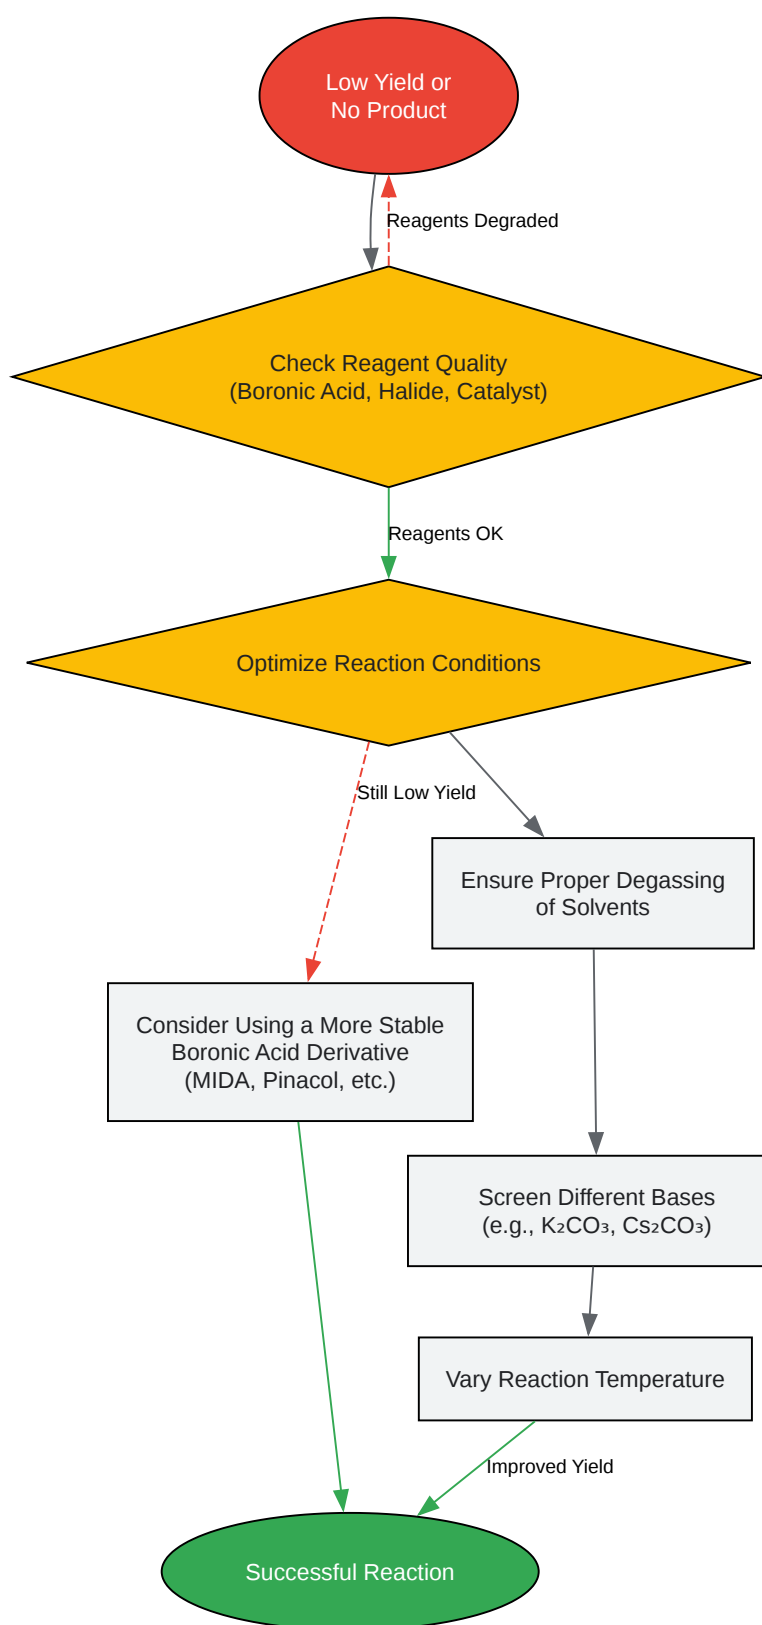 Low Yield or
No Product
Reagents Degraded
Check Reagent Quality
(Boronic Acid, Halide, Catalyst)
Reagents OK
Optimize Reaction Conditions
Still Low Yield
Ensure Proper Degassing
of Solvents
Consider Using a More Stable
Boronic Acid Derivative
(MIDA, Pinacol, etc.)
Screen Different Bases
(e.g., K₂CO₃, Cs₂CO₃)
Vary Reaction Temperature
Improved Yield
Successful Reaction